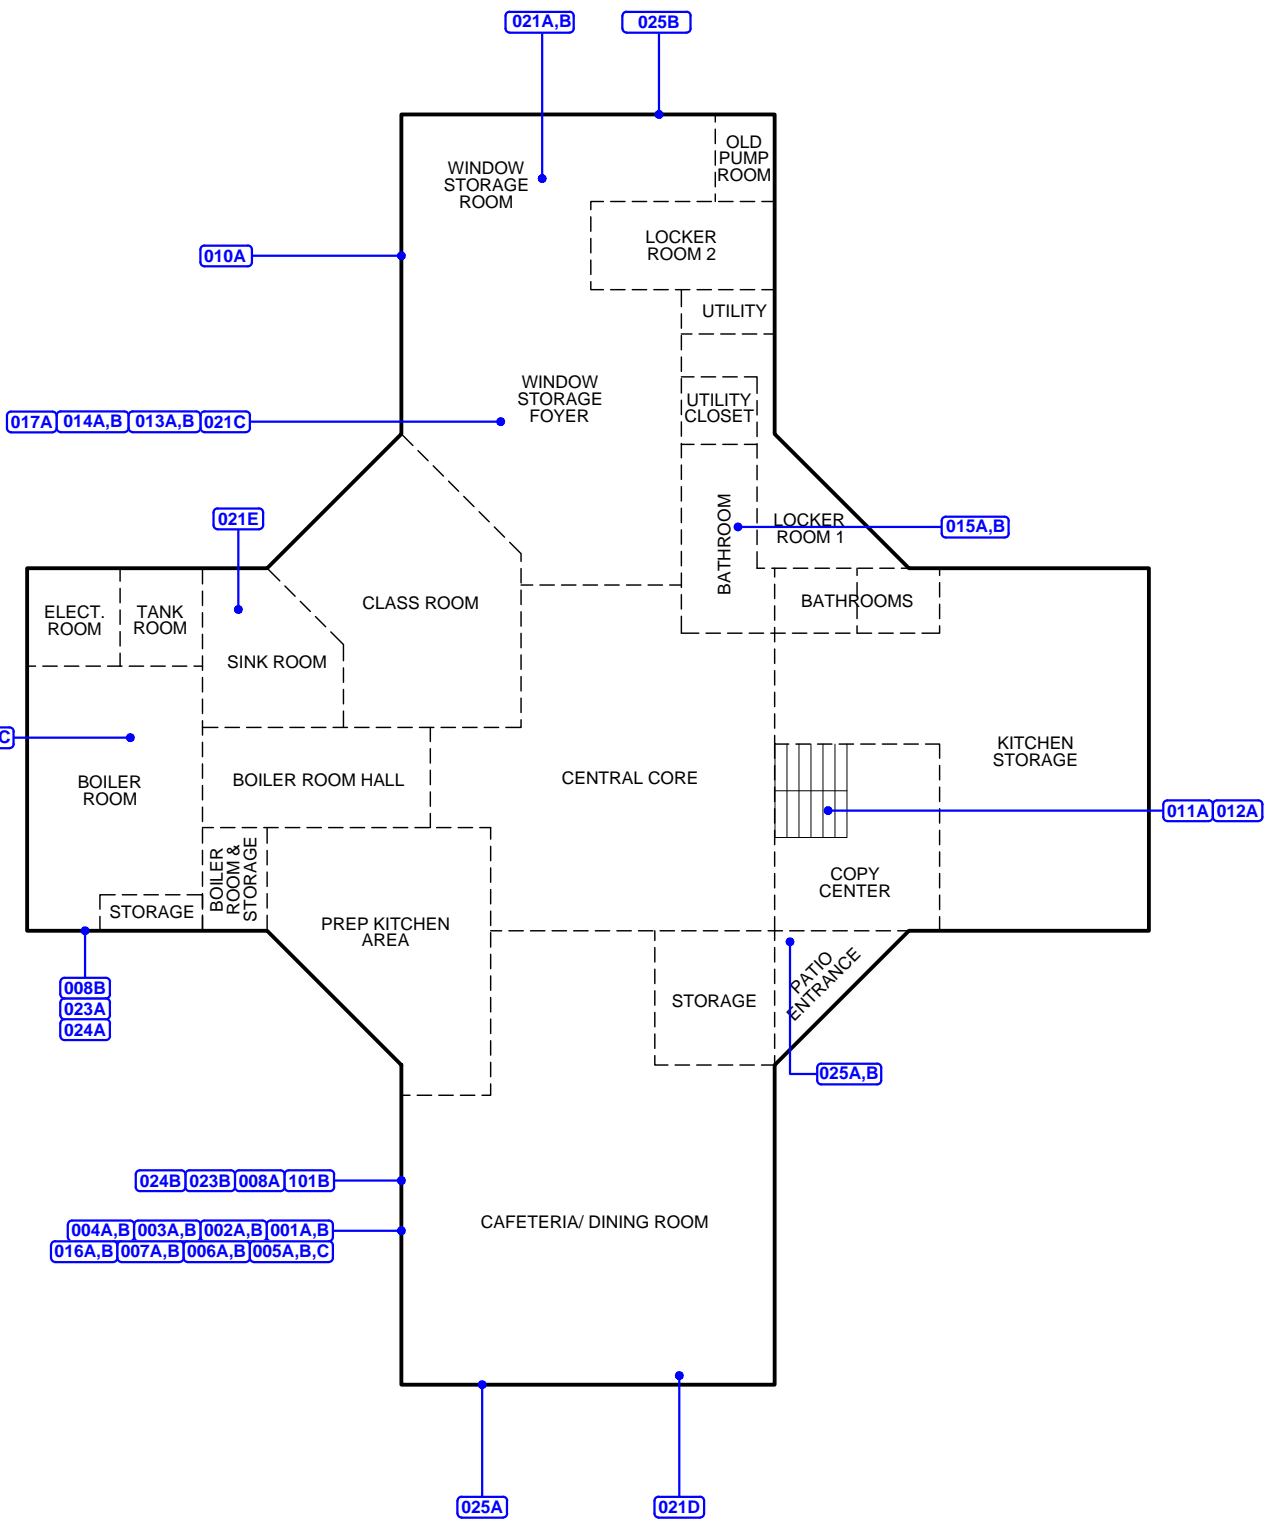 021A,B
025B
OLD
PUMP
ROOM
WINDOW
STORAGE
ROOM
LOCKER
ROOM 2
010A
UTILITY
WINDOW
STORAGE
FOYER
UTILITY
CLOSET
017A 014A,B 013A,B 021C
021E
BATHROOM
LOCKER
ROOM 1
015A,B
ELECT.
ROOM
TANK
ROOM
CLASS ROOM
BATHROOMS
SINK ROOM
C
KITCHEN
STORAGE
BOILER
ROOM
BOILER ROOM HALL
CENTRAL CORE
011A 012A
BOILER
ROOM &
STORAGE
COPY
CENTER
STORAGE
PREP KITCHEN
AREA
PATIO
ENTRANCE
STORAGE
008B
023A
024A
025A,B
024B 023B 008A 101B
004A,B 003A,B 002A,B 001A,B
016A,B 007A,B 006A,B 005A,B,C
CAFETERIA/ DINING ROOM
025A
021D